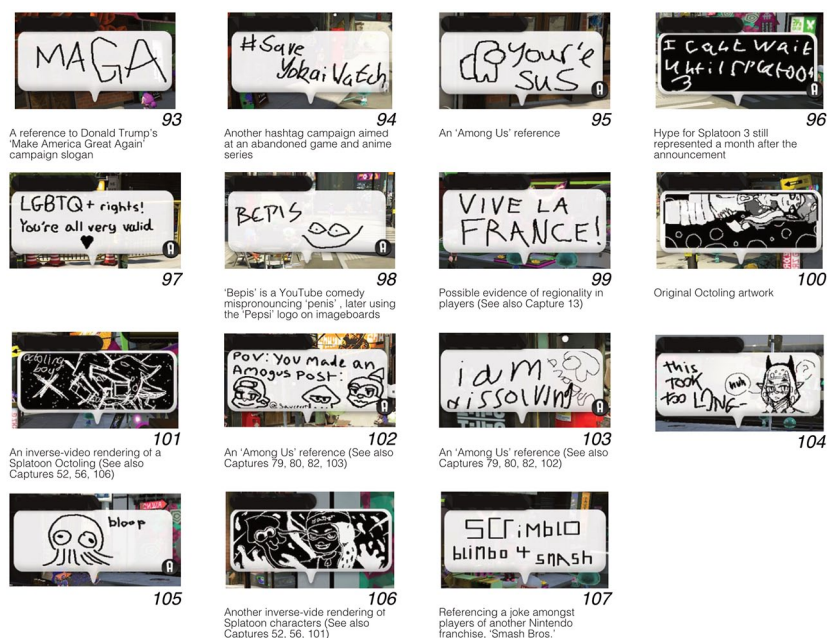 MAGA
93
A reference to Donald Trump's
'Make America Great Again'
campaign slogan
#Save
Yokai Watch
94
Another hashtag campaign aimed
at an abandoned game and anime
series
Your'e
SuS
95
An 'Among Us' reference
I cant wait
until splatoon
3
96
Hype for Splatoon 3 still
represented a month after the
announcement
LGBTQ+ rights!
You're all very valid
97
BEPIS
98
'Bepis' is a YouTube comedy
mispronouncing 'penis' , later using
the 'Pepsi' logo on imageboards
VIVE LA
FRANCE!
99
Possible evidence of regionality in
players (See also Capture 13)
100
Original Octoling artwork
octoling
boy
101
An inverse-video rendering of a
Splatoon Octoling (See also
Captures 52, 56, 106)
POV: YOU MADE AN
AMOGUS POST:
102
An 'Among Us' reference (See also
Captures 79, 80, 82, 103)
i am
dissolving
103
An 'Among Us' reference (See also
Captures 79, 80, 82, 102)
this
TOOK
too LONG
huh
?
104
bloop
105
106
Another inverse-vide rendering of
Splatoon characters (See also
Captures 52, 56, 101)
SCriMBLO
blimbo 4 SMASH
107
Referencing a joke amongst
players of another Nintendo
franchise, 'Smash Bros.'